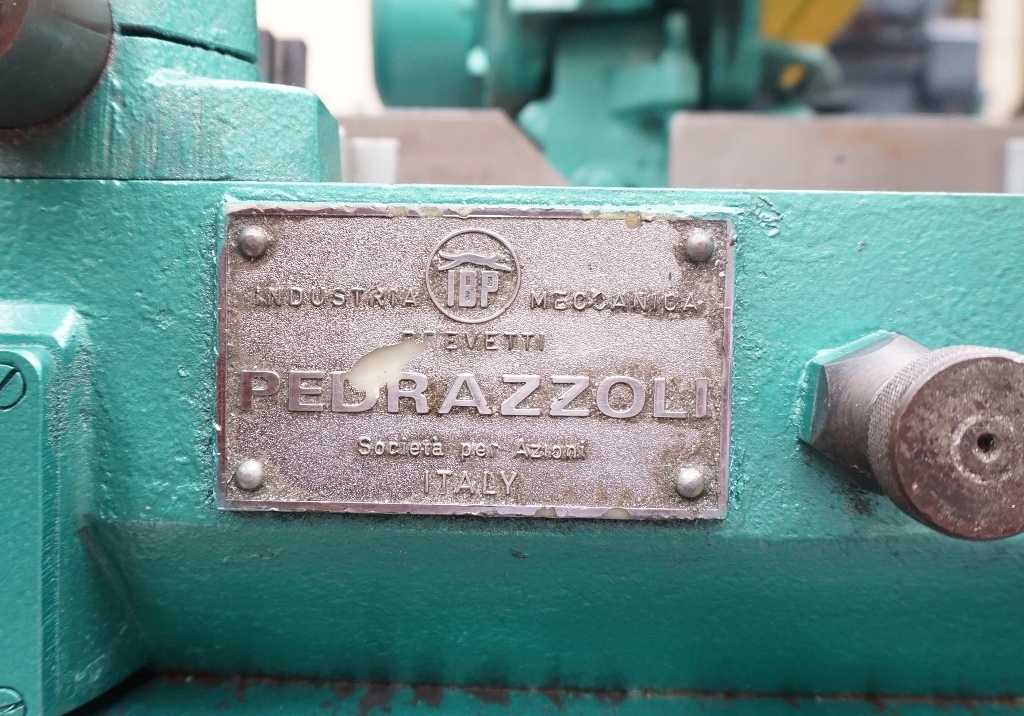 IBP
INDUSTRIA MECCANICA
BREVETTI
PEDRAZZOLI
Società per Azioni
ITALY